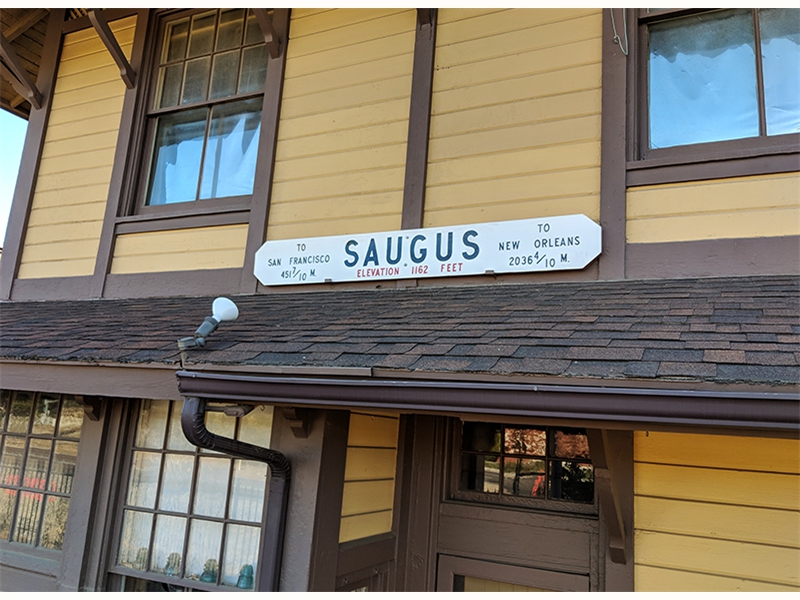 TO
SAN FRANCISCO
451 7/10 M.
SAUGUS
ELEVATION 1162 FEET
TO
NEW ORLEANS
2036 4/10 M.